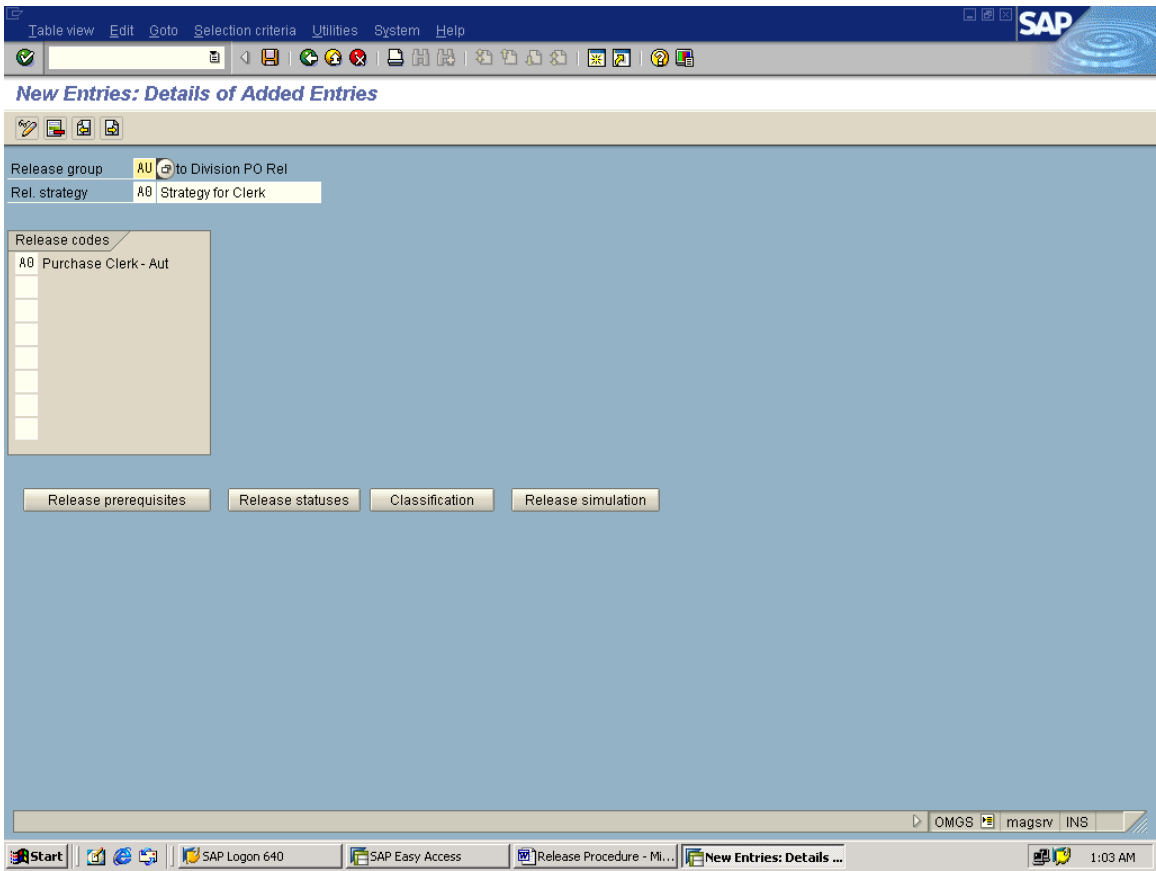 Table view Edit Goto Selection criteria Utilities System Help
SAP
New Entries: Details of Added Entries
Release group AU to Division PO Rel
Rel. strategy A0 Strategy for Clerk
Release codes
A0 Purchase Clerk - Aut
Release prerequisites Release statuses Classification Release simulation
OMGS magsrv INS
Start SAP Logon 640 SAP Easy Access Release Procedure - Mi... New Entries: Details ... 1:03 AM